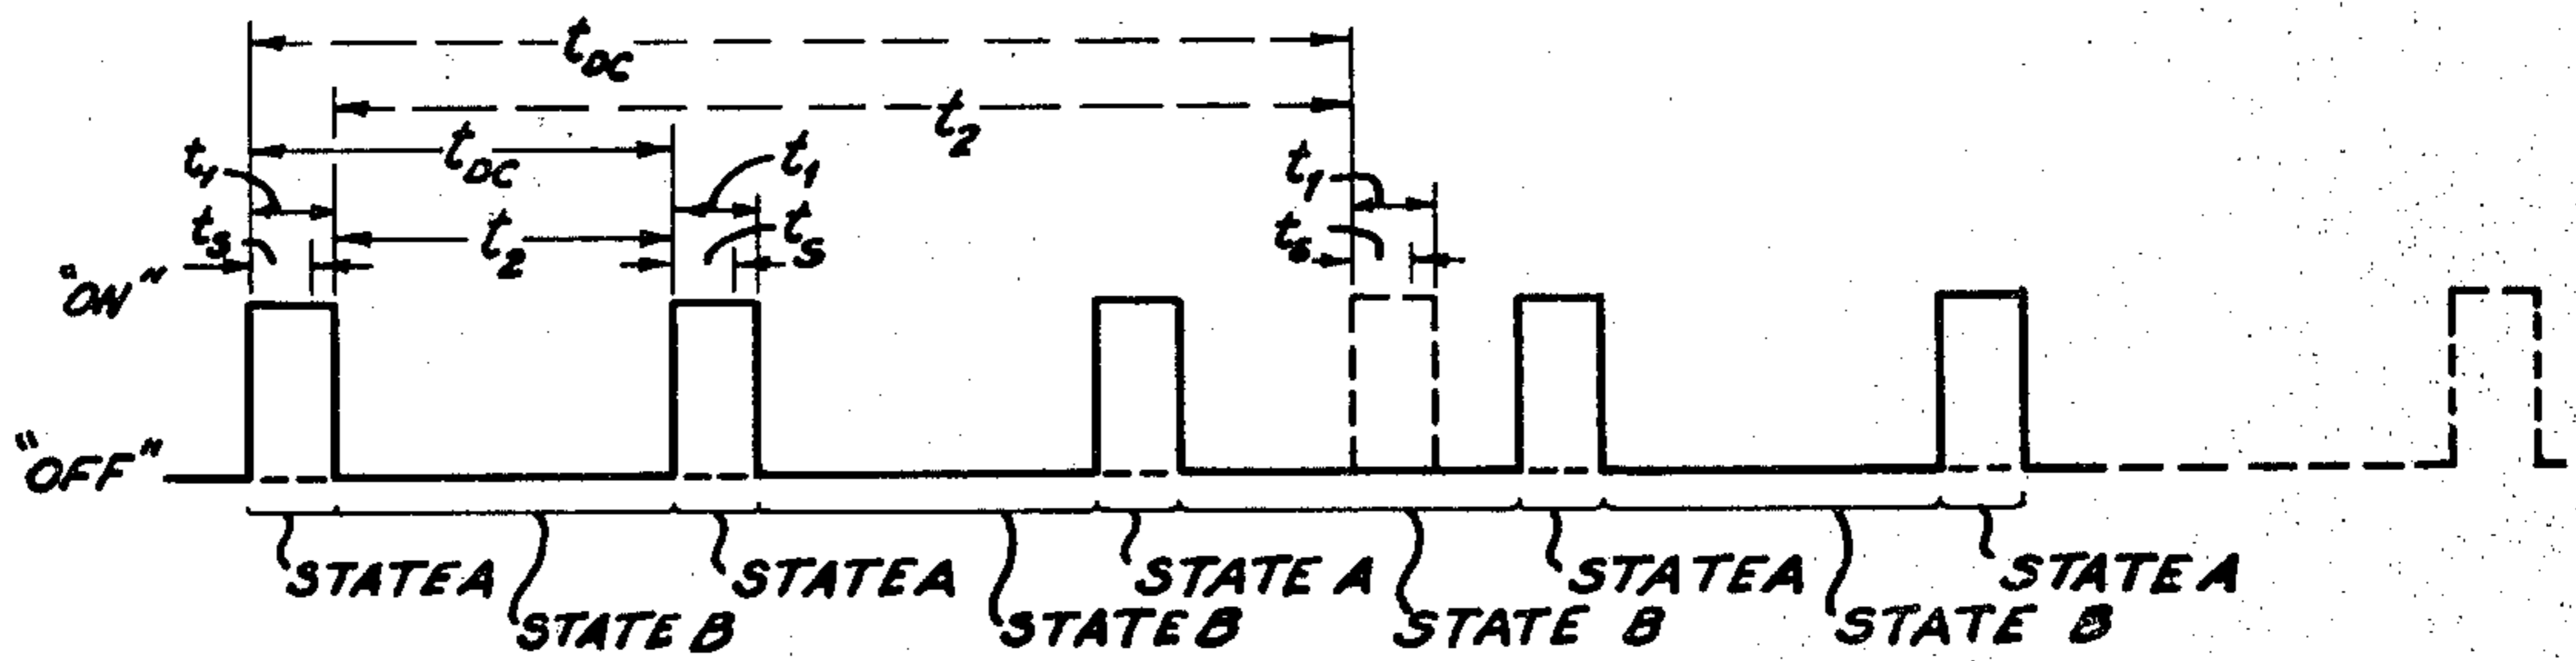 t_DC
t_2
t_1 t_DC t_1 t_1
t_s t_2 t_s t_s
"ON"
"OFF"
STATE A STATE A STATE A STATE A STATE A
STATE B STATE B STATE B STATE B